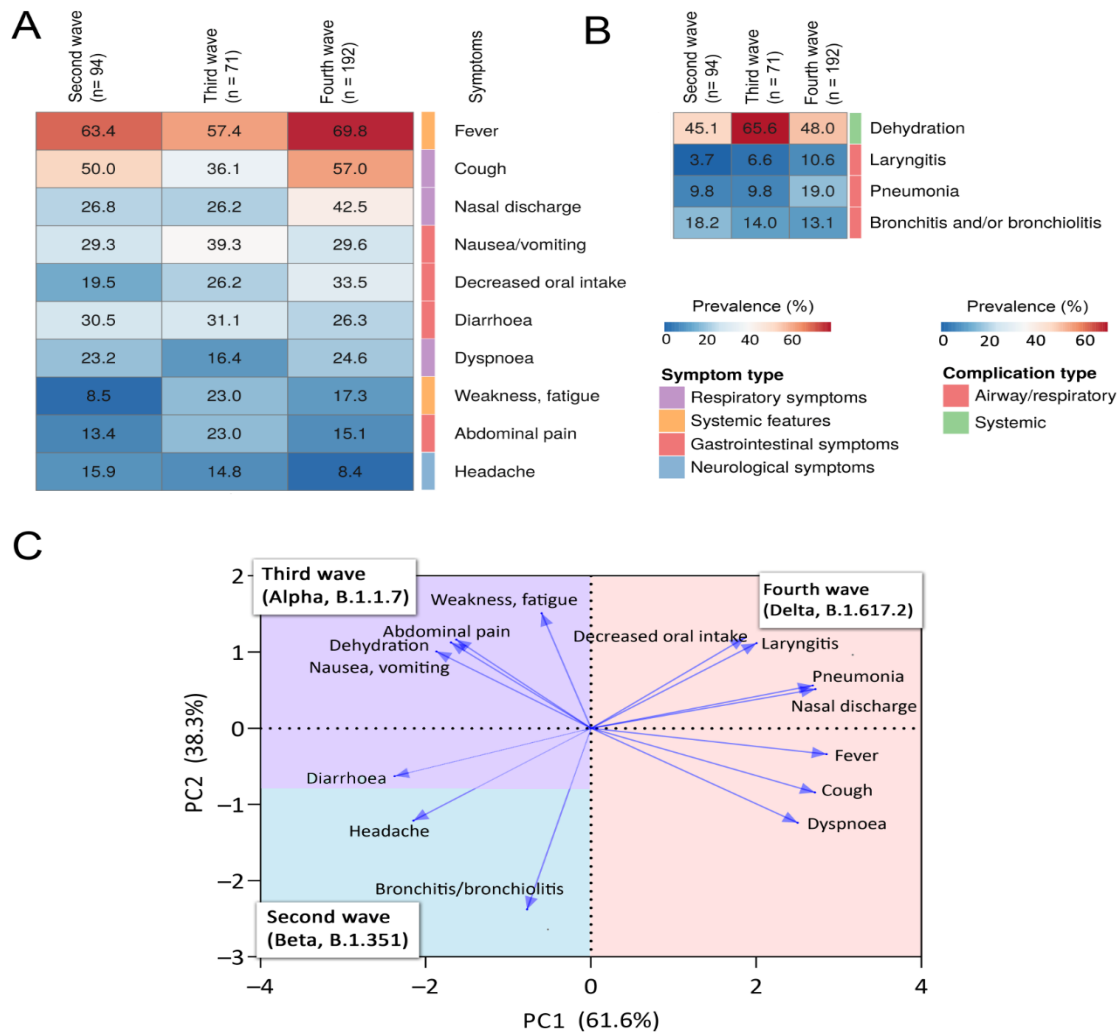 A
Second wave
(n= 94)
Third wave
(n = 71)
Fourth wave
(n = 192)
Symptoms
63.4 57.4 69.8 Fever
50.0 36.1 57.0 Cough
26.8 26.2 42.5 Nasal discharge
29.3 39.3 29.6 Nausea/vomiting
19.5 26.2 33.5 Decreased oral intake
30.5 31.1 26.3 Diarrhoea
23.2 16.4 24.6 Dyspnoea
8.5 23.0 17.3 Weakness, fatigue
13.4 23.0 15.1 Abdominal pain
15.9 14.8 8.4 Headache
B
Second wave
(n= 94)
Third wave
(n = 71)
Fourth wave
(n = 192)
45.1 65.6 48.0 Dehydration
3.7 6.6 10.6 Laryngitis
9.8 9.8 19.0 Pneumonia
18.2 14.0 13.1 Bronchitis and/or bronchiolitis
Prevalence (%)
0 20 40 60
Symptom type
Respiratory symptoms
Systemic features
Gastrointestinal symptoms
Neurological symptoms
Prevalence (%)
0 20 40 60
Complication type
Airway/respiratory
Systemic
C
Third wave
(Alpha, B.1.1.7)
Fourth wave
(Delta, B.1.617.2)
Weakness, fatigue
Abdominal pain
Dehydration
Nausea, vomiting
Decreased oral intake
Laryngitis
Pneumonia
Nasal discharge
Fever
Diarrhoea
Cough
Headache
Dyspnoea
Bronchitis/bronchiolitis
Second wave
(Beta, B.1.351)
PC2 (38.3%)
2
1
0
−1
−2
−3
−4 −2 0 2 4
PC1 (61.6%)